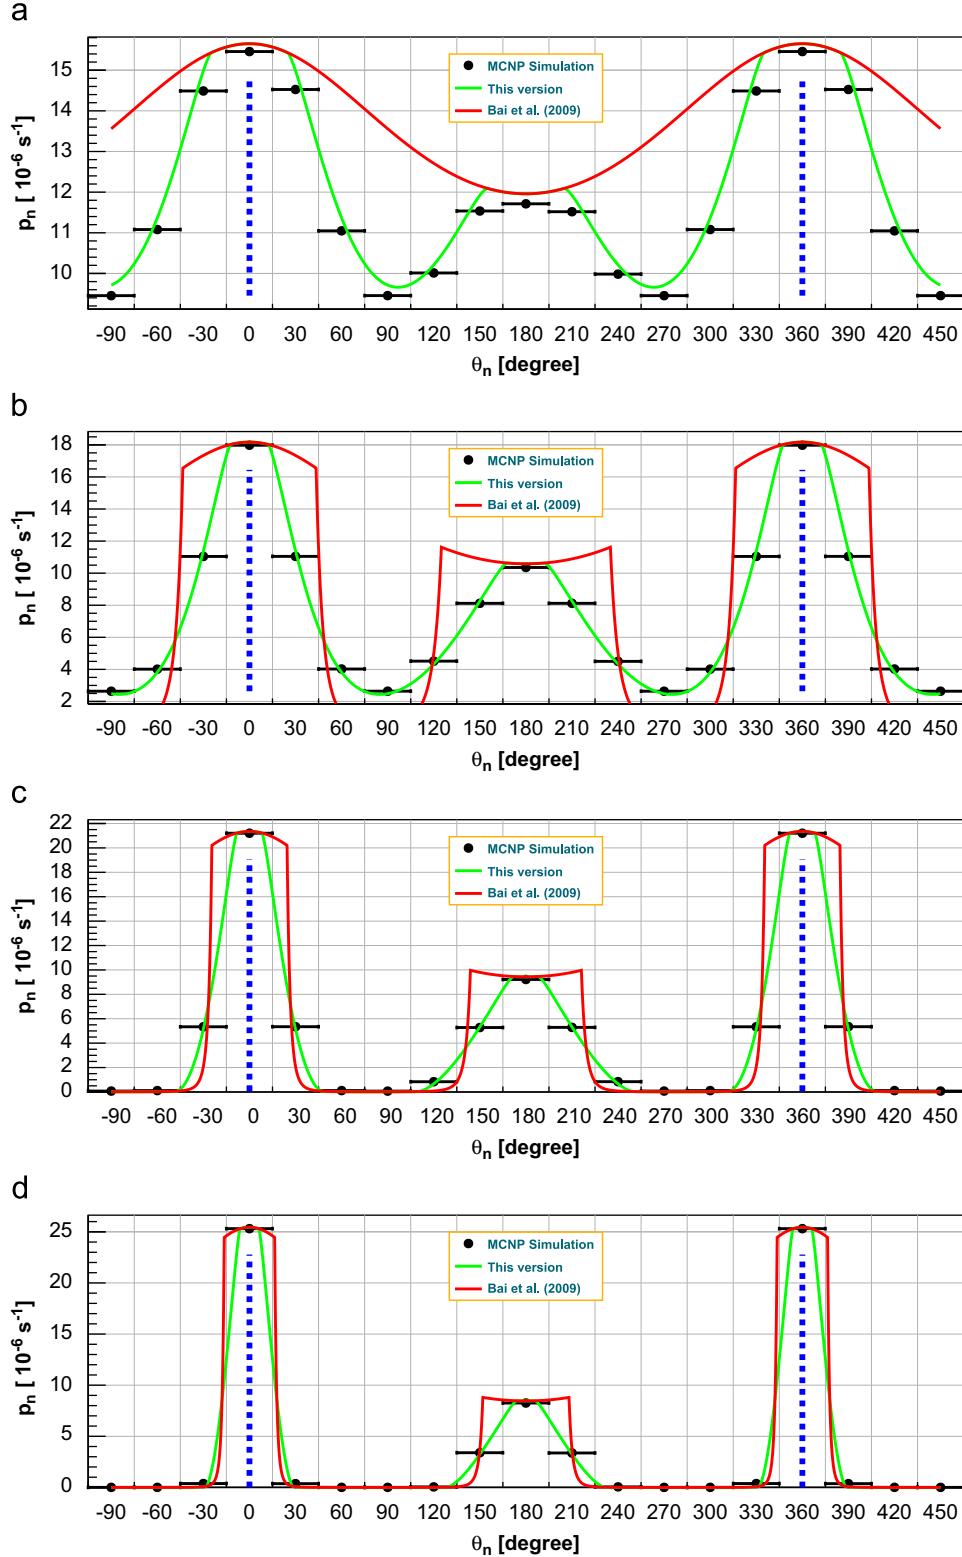 a
15
14
13
12
11
10
p_n [ 10^-6 s^-1]
MCNP Simulation
This version
Bai et al. (2009)
-90 -60 -30 0 30 60 90 120 150 180 210 240 270 300 330 360 390 420 450
θ_n [degree]
b
18
16
14
12
10
8
6
4
2
p_n [ 10^-6 s^-1]
MCNP Simulation
This version
Bai et al. (2009)
-90 -60 -30 0 30 60 90 120 150 180 210 240 270 300 330 360 390 420 450
θ_n [degree]
c
22
20
18
16
14
12
10
8
6
4
2
0
p_n [ 10^-6 s^-1]
MCNP Simulation
This version
Bai et al. (2009)
-90 -60 -30 0 30 60 90 120 150 180 210 240 270 300 330 360 390 420 450
θ_n [degree]
d
25
20
15
10
5
0
p_n [ 10^-6 s^-1]
MCNP Simulation
This version
Bai et al. (2009)
-90 -60 -30 0 30 60 90 120 150 180 210 240 270 300 330 360 390 420 450
θ_n [degree]